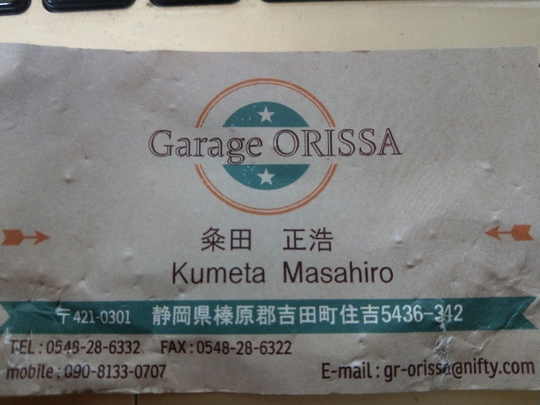 Garage ORISSA
粂田 正浩
Kumeta Masahiro
〒421-0301 静岡県榛原郡吉田町住吉5436-242
TEL : 0548-28-6332 FAX : 0548-28-6322
mobile : 090-8133-0707 E-mail : gr-orissa@nifty.com